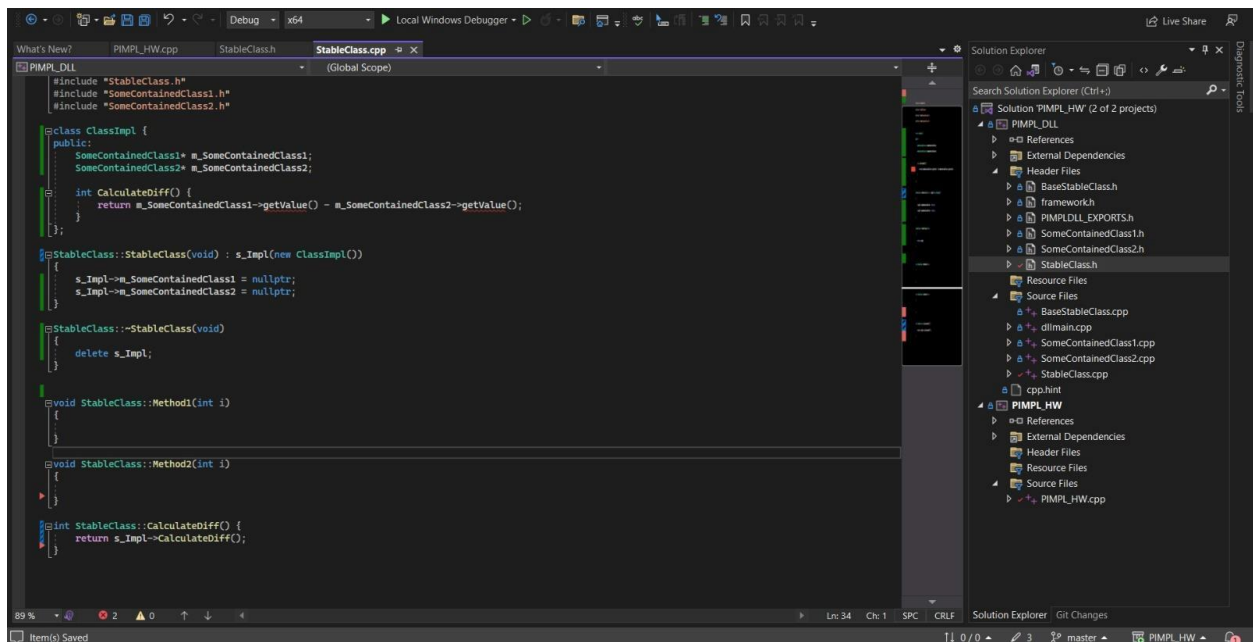 Debug
x64
Local Windows Debugger
Live Share
What's New?
PIMPL_HW.cpp
StableClass.h
StableClass.cpp
PIMPL_DLL
(Global Scope)
#include "StableClass.h"
#include "SomeContainedClass1.h"
#include "SomeContainedClass2.h"
class ClassImpl {
public:
SomeContainedClass1* m_SomeContainedClass1;
SomeContainedClass2* m_SomeContainedClass2;
int CalculateDiff() {
return m_SomeContainedClass1->getValue() - m_SomeContainedClass2->getValue();
}
};
StableClass::StableClass(void) : s_Impl(new ClassImpl())
{
s_Impl->m_SomeContainedClass1 = nullptr;
s_Impl->m_SomeContainedClass2 = nullptr;
}
StableClass::~StableClass(void)
{
delete s_Impl;
}
void StableClass::Method1(int i)
{
}
void StableClass::Method2(int i)
{
}
int StableClass::CalculateDiff() {
return s_Impl->CalculateDiff();
}
89 %
2
0
Ln: 34
Ch: 1
SPC
CRLF
Solution Explorer
Search Solution Explorer (Ctrl+;)
Solution 'PIMPL_HW' (2 of 2 projects)
PIMPL_DLL
References
External Dependencies
Header Files
BaseStableClass.h
framework.h
PIMPLDLL_EXPORTS.h
SomeContainedClass1.h
SomeContainedClass2.h
StableClass.h
Resource Files
Source Files
BaseStableClass.cpp
dllmain.cpp
SomeContainedClass1.cpp
SomeContainedClass2.cpp
StableClass.cpp
cpp.hint
PIMPL_HW
References
External Dependencies
Header Files
Resource Files
Source Files
PIMPL_HW.cpp
Solution Explorer
Git Changes
Diagnostic Tools
Item(s) Saved
0 / 0
3
master
PIMPL_HW